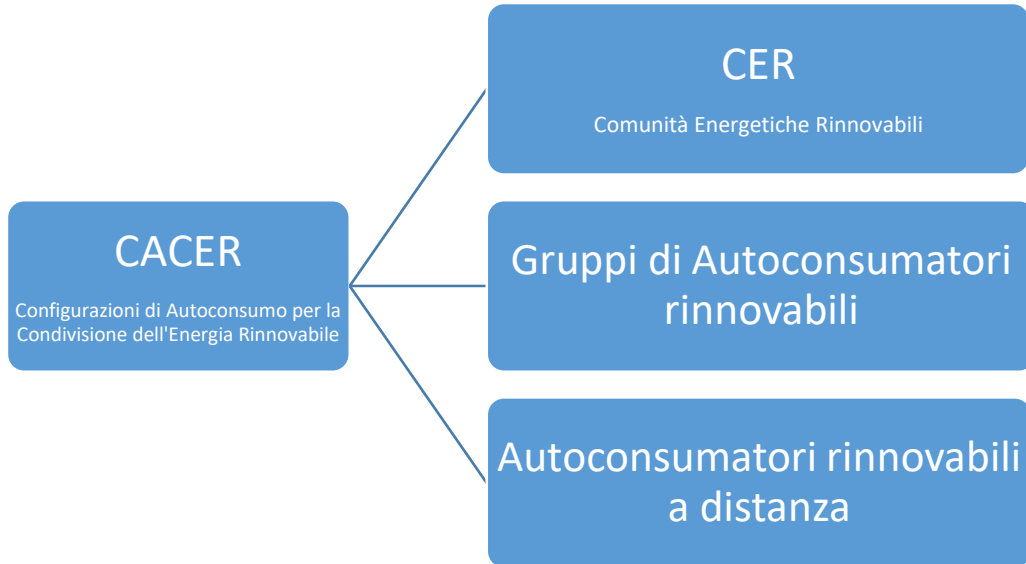 CACER
Configurazioni di Autoconsumo per la
Condivisione dell'Energia Rinnovabile
CER
Comunità Energetiche Rinnovabili
Gruppi di Autoconsumatori
rinnovabili
Autoconsumatori rinnovabili
a distanza